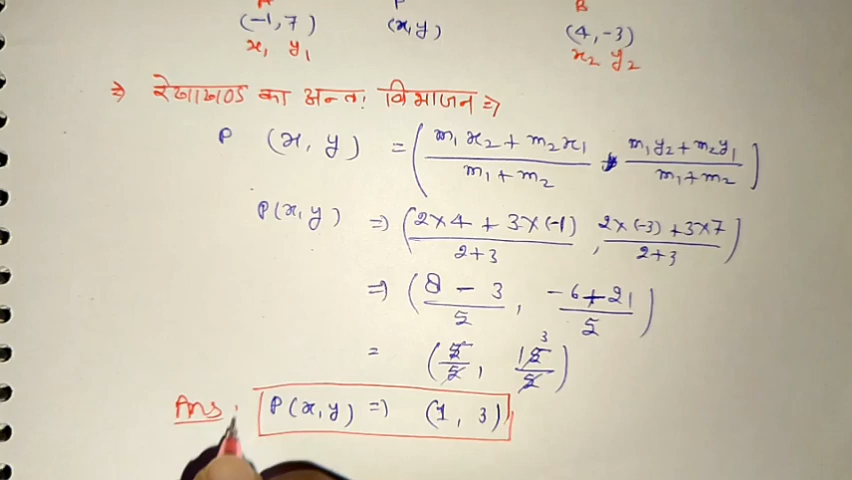 A P B
(-1, 7) (x, y) (4, -3)
x₁ y₁ x₂ y₂
⇒ रेखाखण्ड का अन्तः विभाजन ⇒
P (x, y) = (m₁x₂ + m₂x₁ / m₁ + m₂ , m₁y₂ + m₂y₁ / m₁ + m₂)
P(x, y) ⇒ (2×4 + 3×(-1) / 2+3 , 2×(-3) + 3×7 / 2+3)
⇒ (8 - 3 / 5 , -6+21 / 5)
= (5/5 , 15/5) 3
Ans: P(x, y) ⇒ (1, 3)